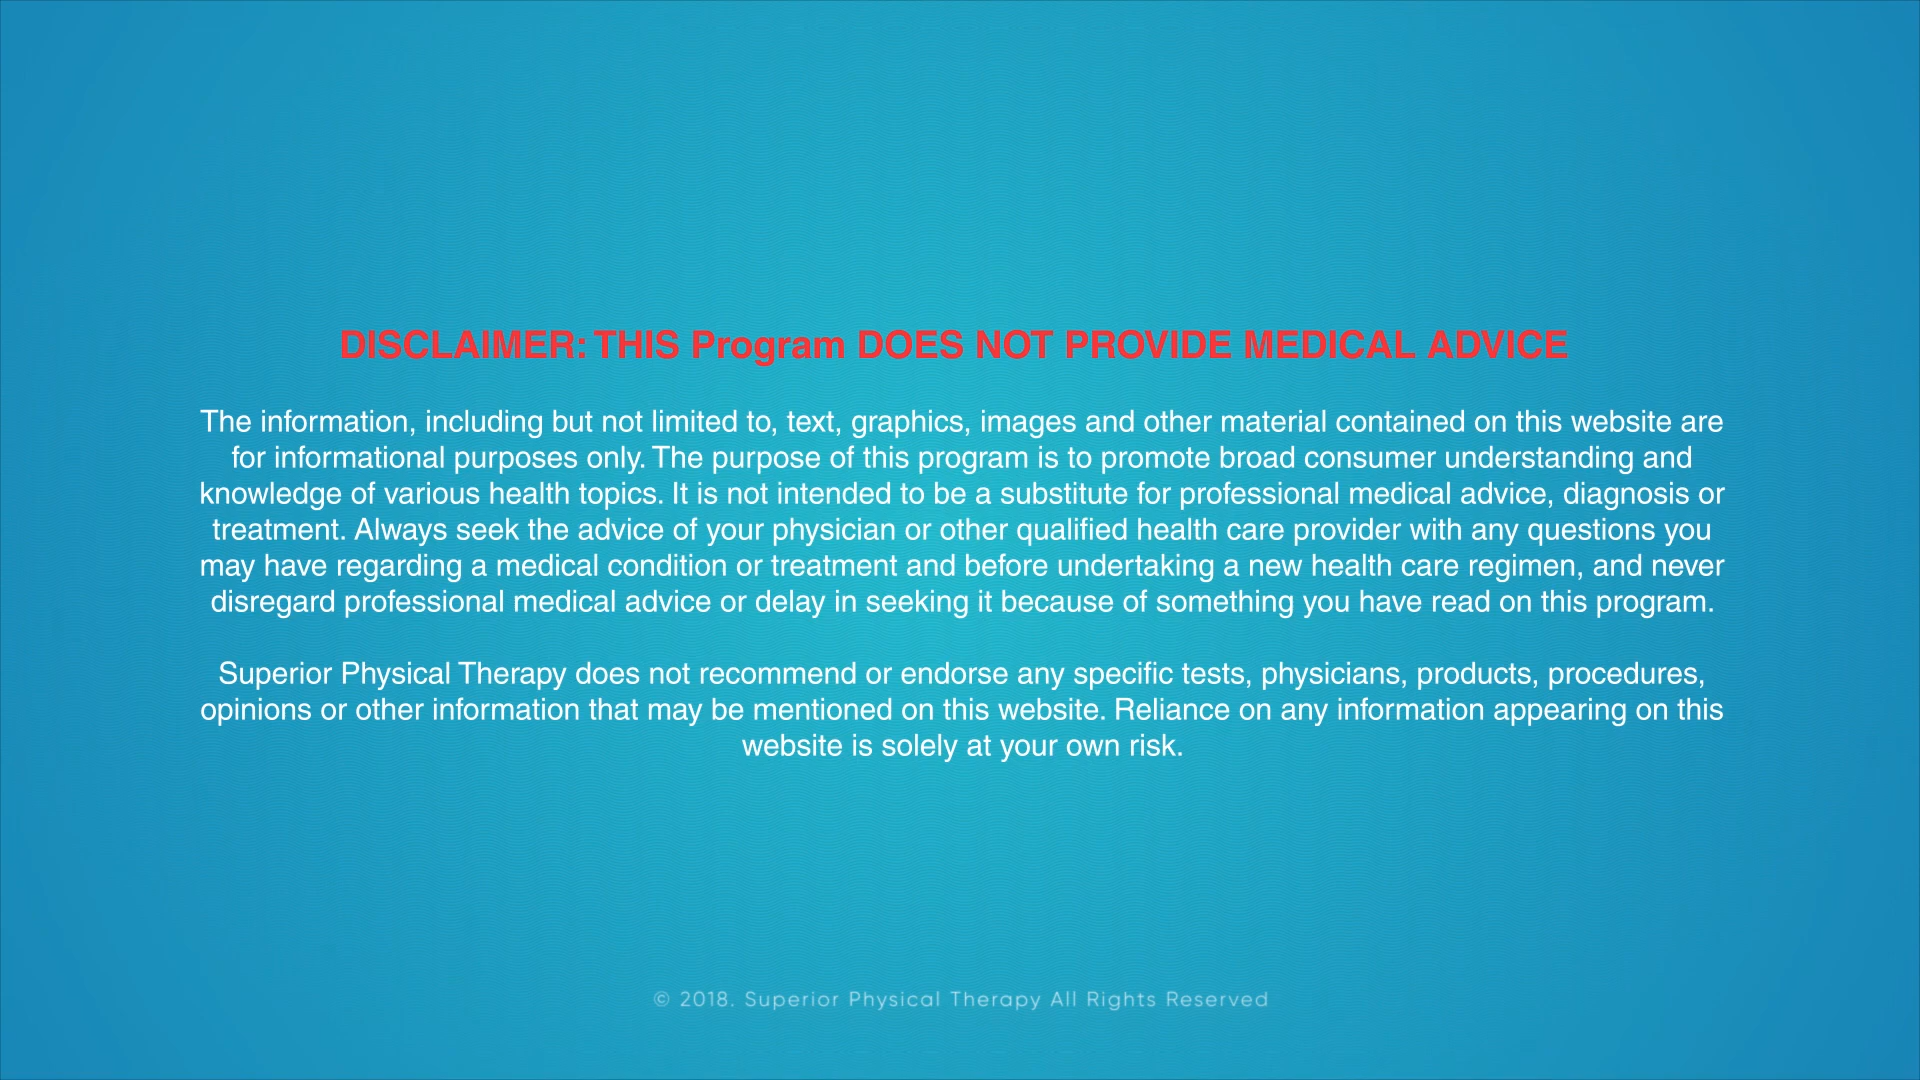 DISCLAIMER: THIS Program DOES NOT PROVIDE MEDICAL ADVICE
The information, including but not limited to, text, graphics, images and other material contained on this website are
for informational purposes only. The purpose of this program is to promote broad consumer understanding and
knowledge of various health topics. It is not intended to be a substitute for professional medical advice, diagnosis or
treatment. Always seek the advice of your physician or other qualified health care provider with any questions you
may have regarding a medical condition or treatment and before undertaking a new health care regimen, and never
disregard professional medical advice or delay in seeking it because of something you have read on this program.
Superior Physical Therapy does not recommend or endorse any specific tests, physicians, products, procedures,
opinions or other information that may be mentioned on this website. Reliance on any information appearing on this
website is solely at your own risk.
© 2018. Superior Physical Therapy All Rights Reserved